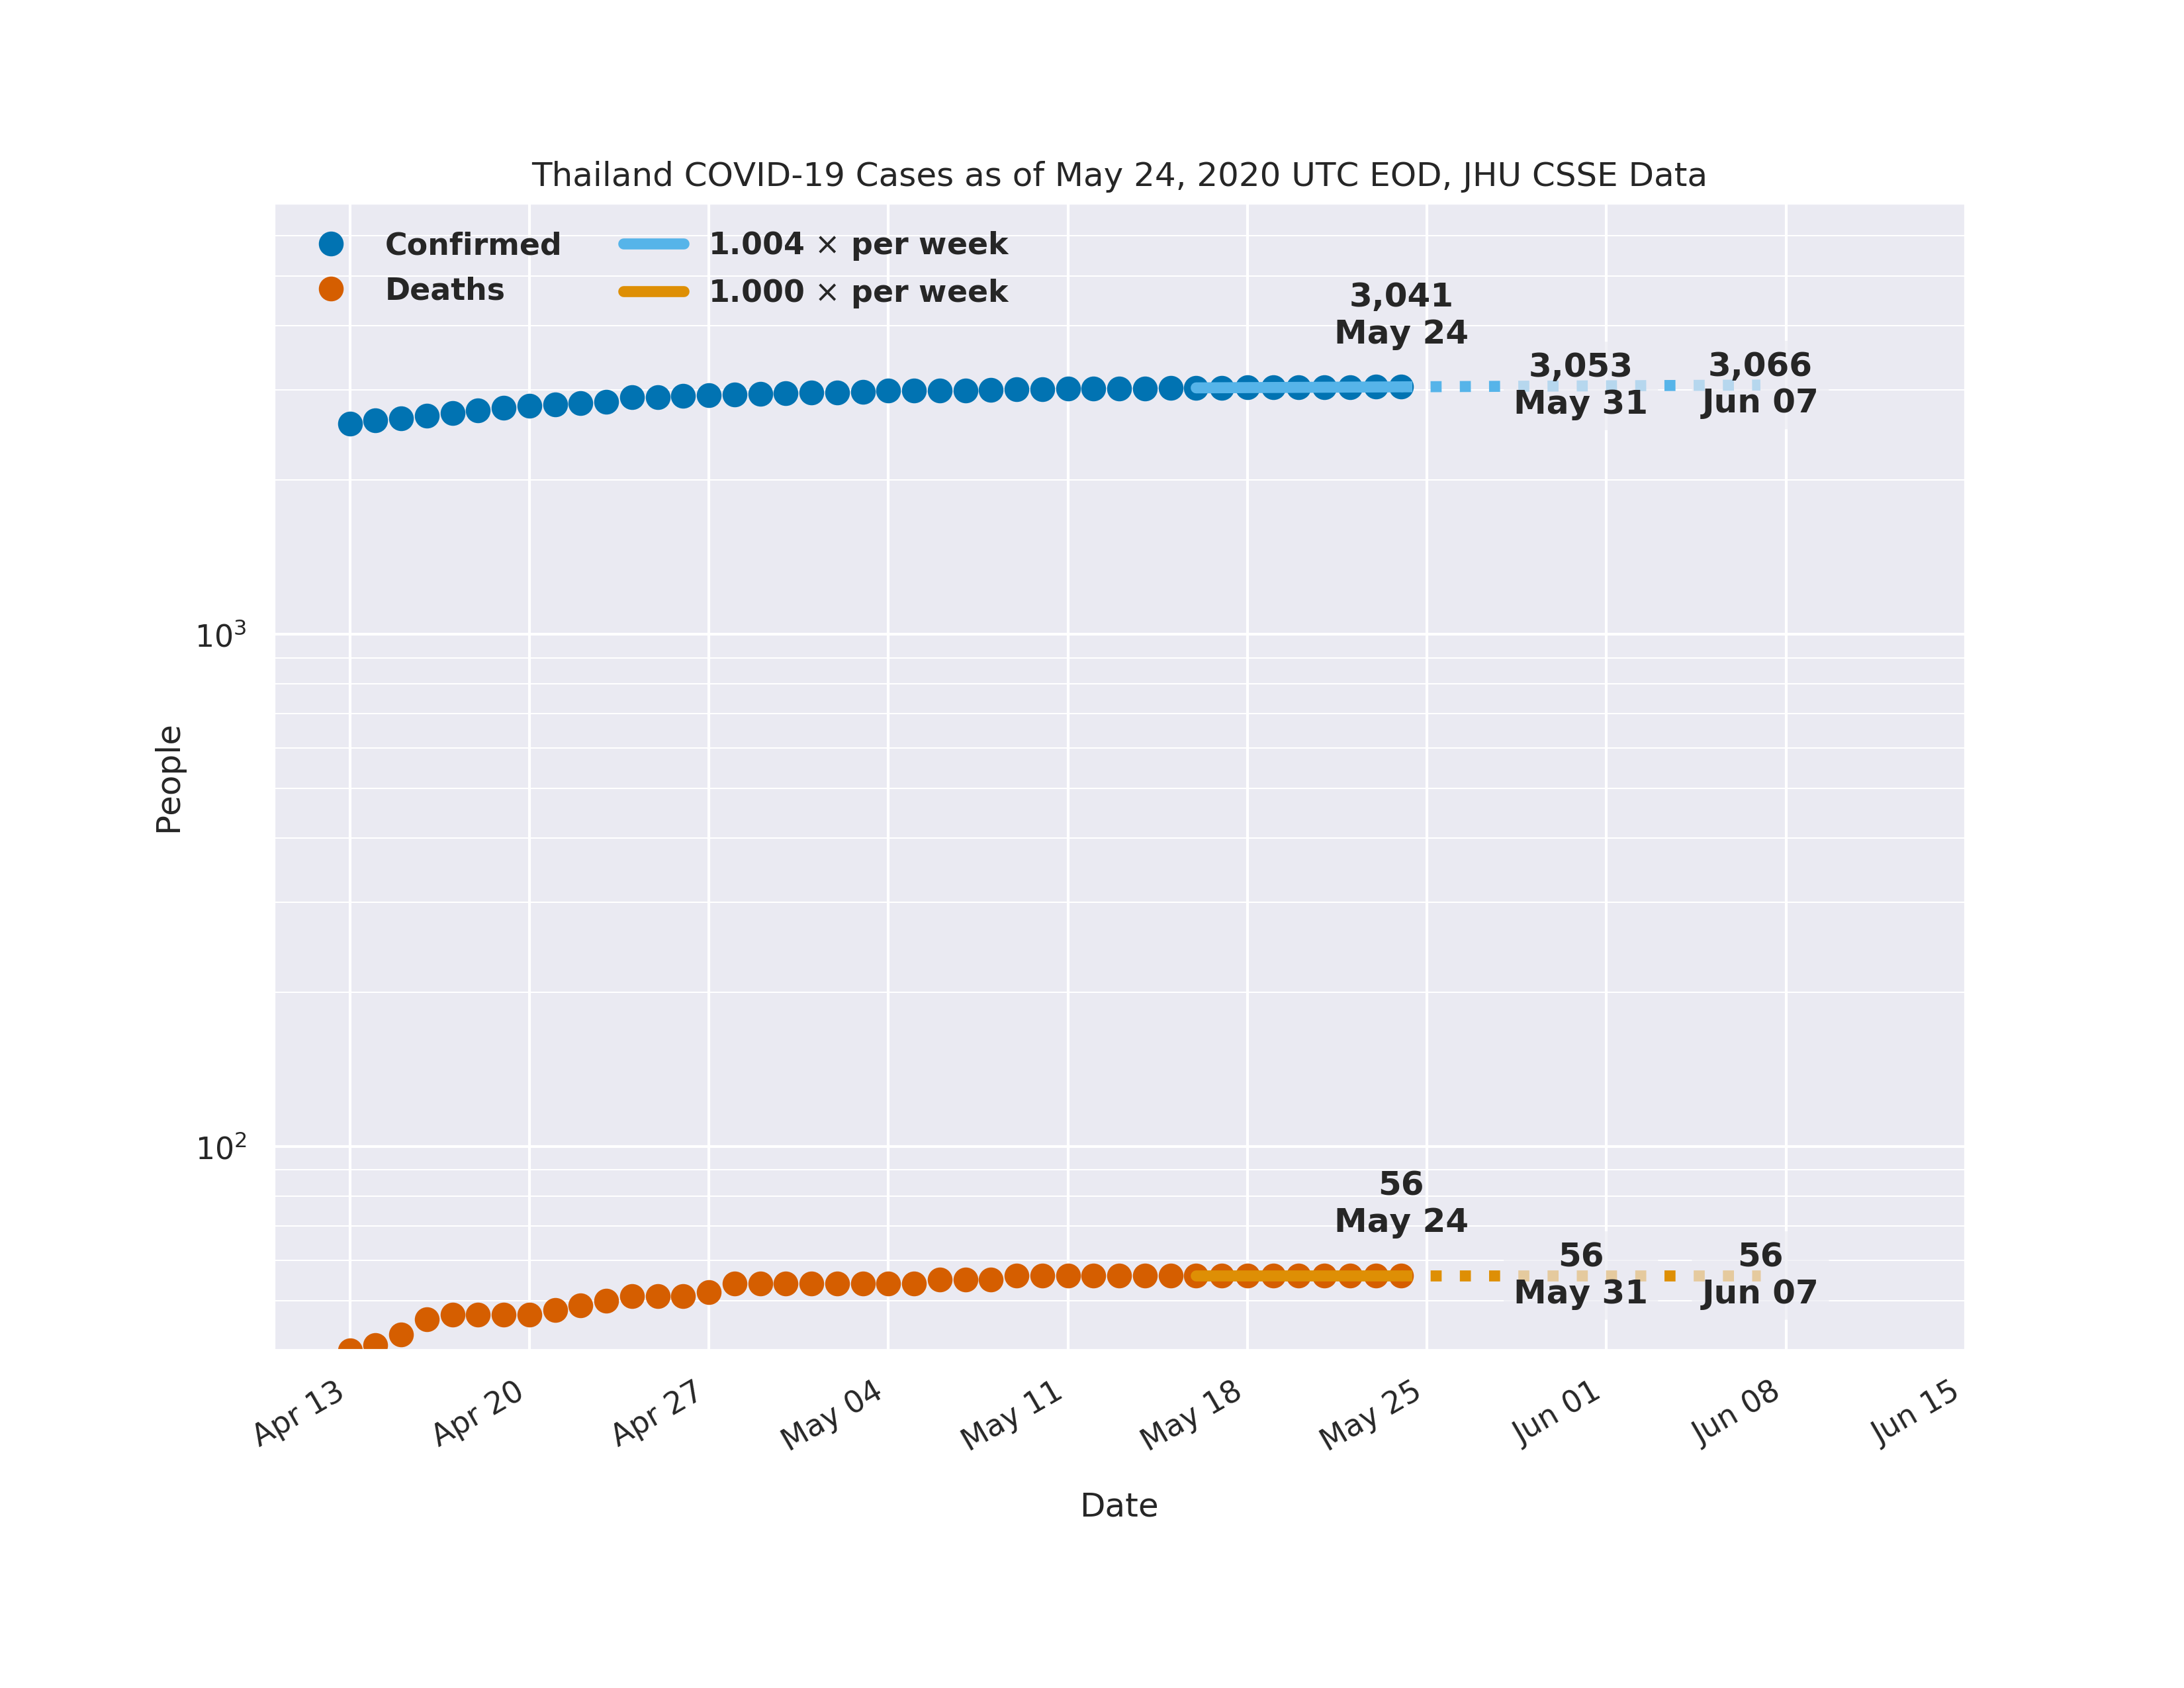 Thailand COVID-19 Cases as of May 24, 2020 UTC EOD, JHU CSSE Data
Confirmed
Deaths
1.004 × per week
1.000 × per week
3,041
May 24
3,053
May 31
3,066
Jun 07
10³
People
10²
56
May 24
56
May 31
56
Jun 07
Apr 13
Apr 20
Apr 27
May 04
May 11
May 18
May 25
Jun 01
Jun 08
Jun 15
Date